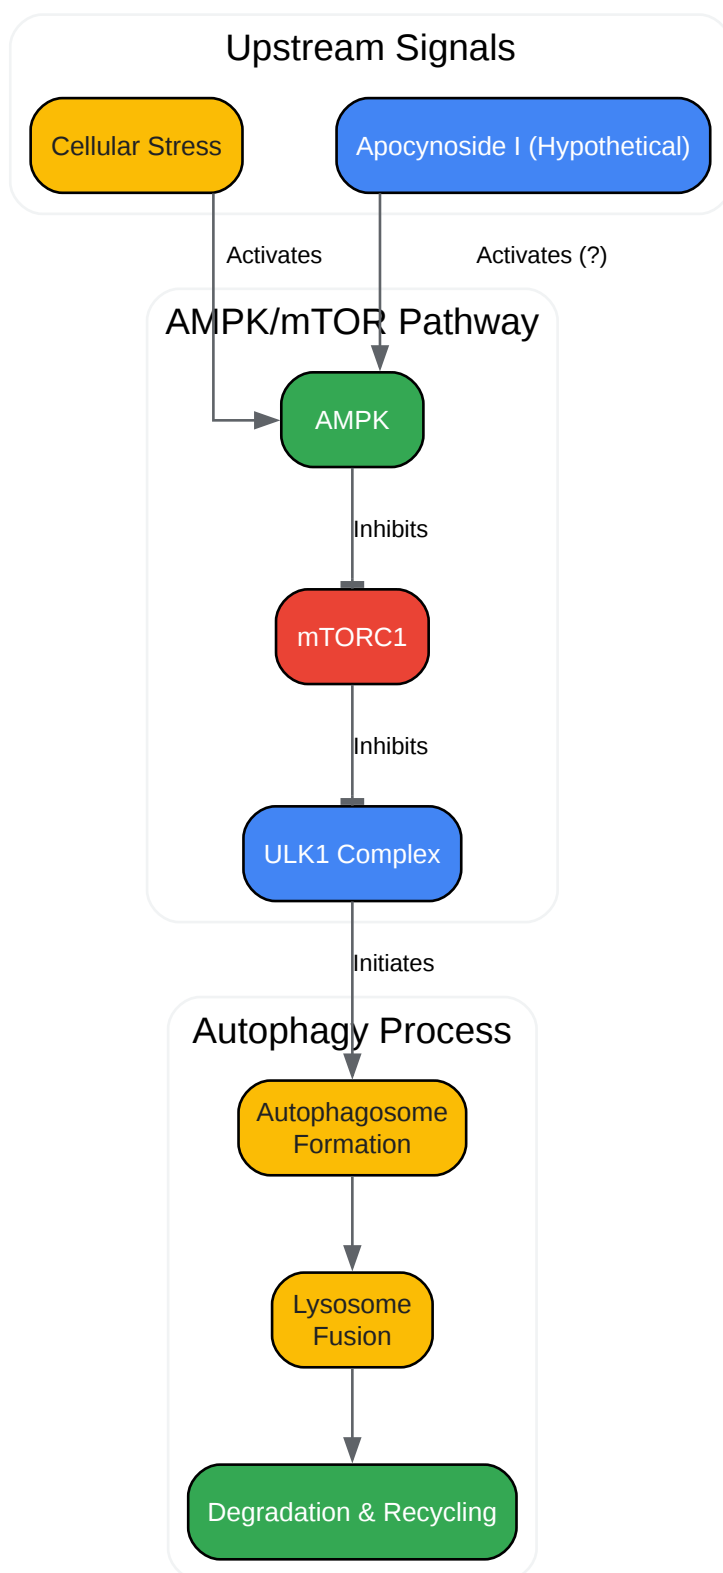 Upstream Signals
Cellular Stress
Apocynoside I (Hypothetical)
Activates
Activates (?)
AMPK/mTOR Pathway
AMPK
Inhibits
mTORC1
Inhibits
ULK1 Complex
Initiates
Autophagy Process
Autophagosome
Formation
Lysosome
Fusion
Degradation & Recycling